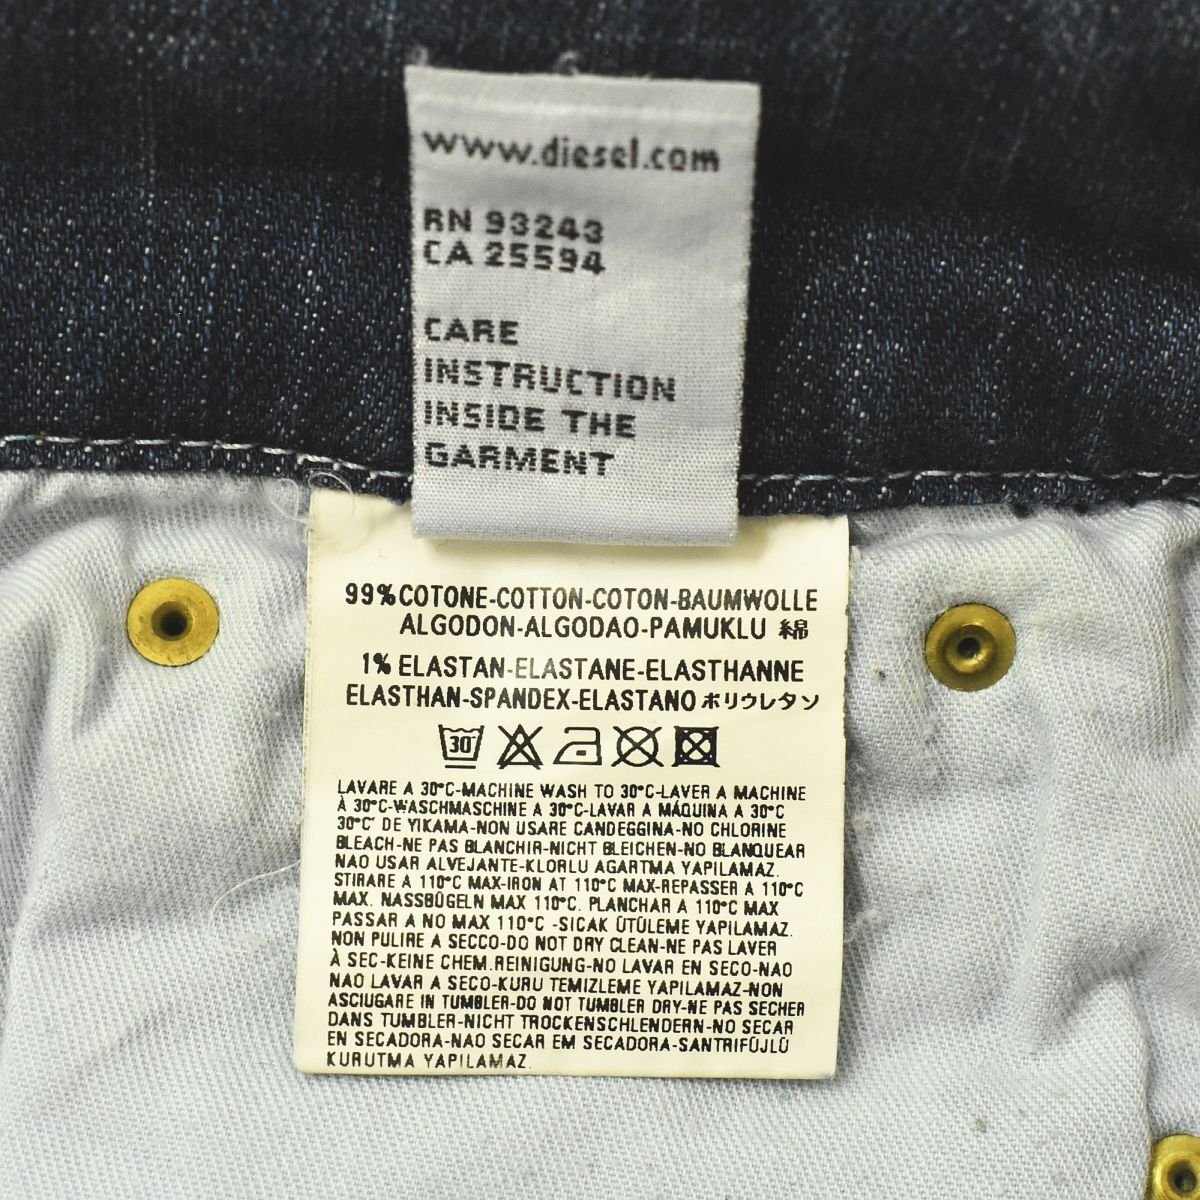 www.diesel.com
RN 93243
CA 25594
CARE
INSTRUCTION
INSIDE THE
GARMENT
99% COTONE-COTTON-COTON-BAUMWOLLE
ALGODON-ALGODAO-PAMUKLU 綿
1% ELASTAN-ELASTANE-ELASTHANNE
ELASTHAN-SPANDEX-ELASTANO ポリウレタン
30°
LAVARE A 30°C-MACHINE WASH TO 30°C-LAVER A MACHINE
À 30°C-WASCHMASCHINE A 30°C-LAVAR A MÁQUINA A 30°C
30°C' DE YIKAMA-NON USARE CANDEGGINA-NO CHLORINE
BLEACH-NE PAS BLANCHIR-NICHT BLEICHEN-NO BLANQUEAR
NAO USAR ALVEJANTE-KLORLU AGARTMA YAPILAMAZ.
STIRARE A 110°C MAX-IRON AT 110°C MAX-REPASSER A 110°C
MAX. NASSBÜGELN MAX 110°C. PLANCHAR A 110°C MAX
PASSAR A NO MAX 110°C -SICAK ÜTÜLEME YAPILAMAZ.
NON PULIRE A SECCO-DO NOT DRY CLEAN-NE PAS LAVER
À SEC-KEINE CHEM.REINIGUNG-NO LAVAR EN SECO-NAO
NAO LAVAR A SECO-KURU TEMIZLEME YAPILAMAZ-NON
ASCIUGARE IN TUMBLER-DO NOT TUMBLER DRY-NE PAS SECHER
DANS TUMBLER-NICHT TROCKENSCHLENDERN-NO SECAR
EN SECADORA-NAO SECAR EM SECADORA-SANTRIFÜJLÜ
KURUTMA YAPILAMAZ.